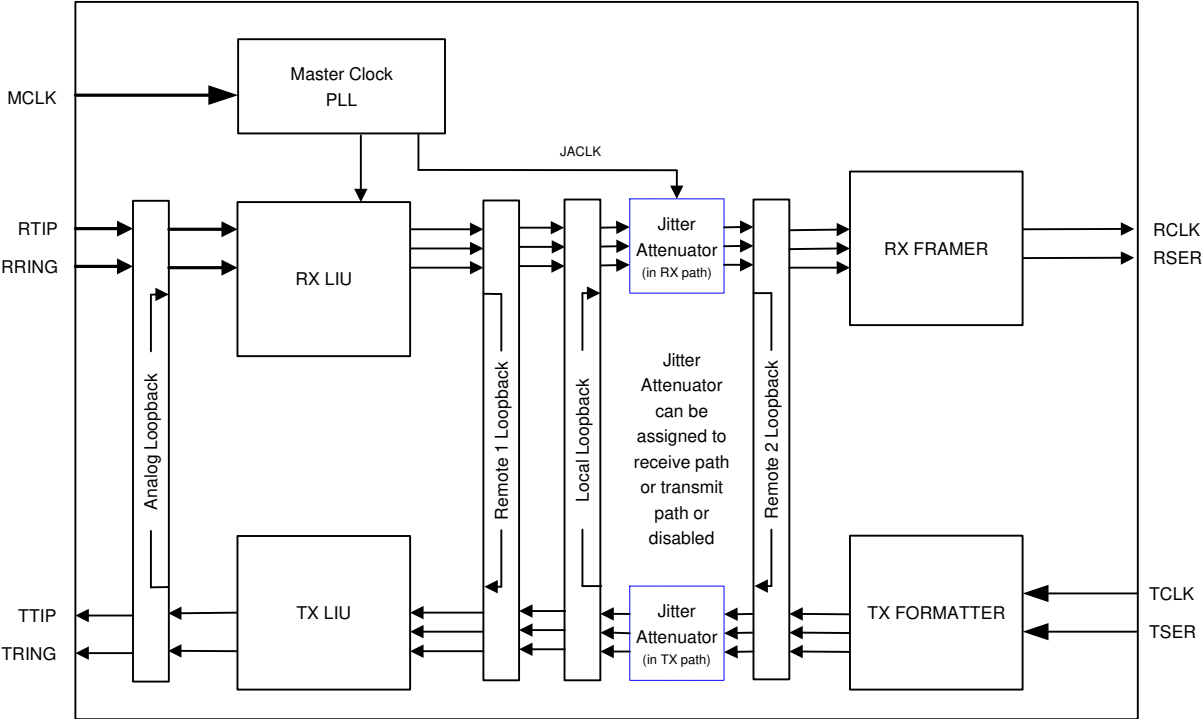 Master Clock
PLL
MCLK
JACLK
RTIP
RRING
RX LIU
Jitter
Attenuator
(in RX path)
RX FRAMER
RCLK
RSER
Analog Loopback
Remote 1 Loopback
Local Loopback
Jitter
Attenuator
can be
assigned to
receive path
or transmit
path or
disabled
Remote 2 Loopback
TTIP
TRING
TX LIU
Jitter
Attenuator
(in TX path)
TX FORMATTER
TCLK
TSER